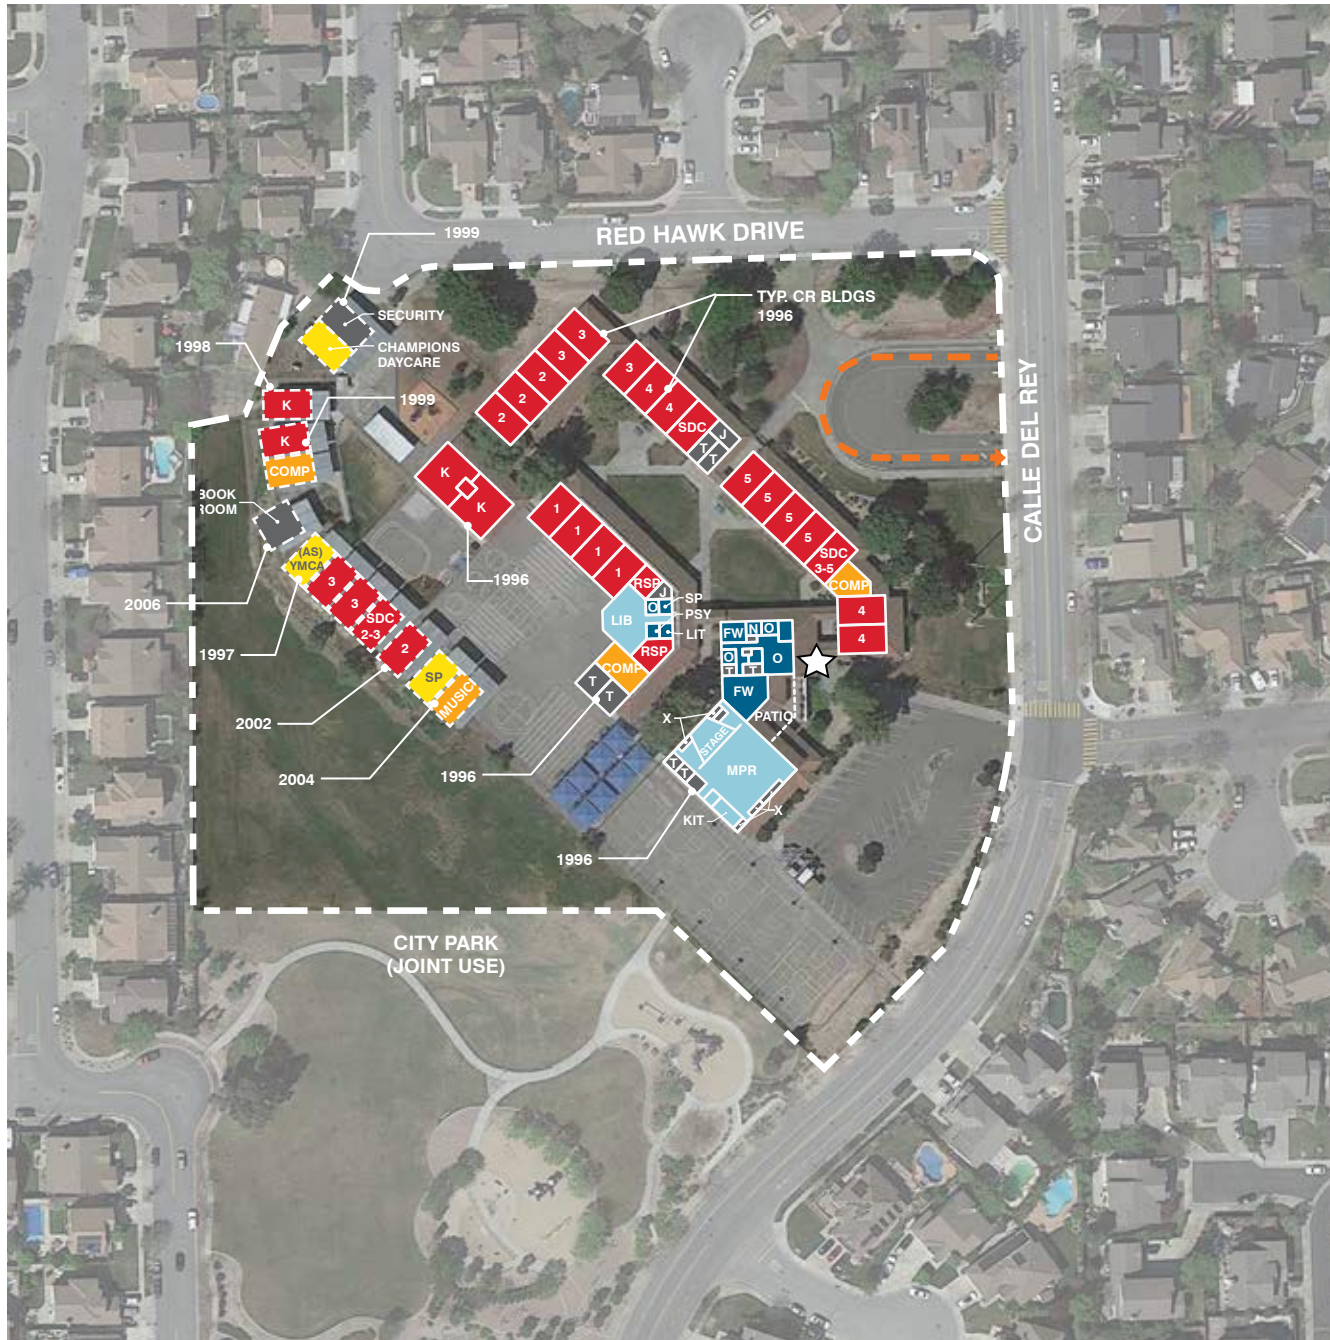 1999
RED HAWK DRIVE
TYP. CR BLDGS
1996
SECURITY
CHAMPIONS
DAYCARE
1998
K
1999
K
COMP
BOOK
ROOM
3
3
2
2
2
3
4
4
SDC
J
T
T
CALLE DEL REY
K
K
1996
5
5
5
5
SDC
3-5
COMP
4
4
1
1
1
1
RSP
J
LIB
O
SP
PSY
LIT
RSP
COMP
T
T
1996
(AS)
YMCA
2006
3
3
SDC
2-3
2
1997
SP
MUSIC
2002
2004
FW
N
O
O
O
T
T
FW
PATIO
X
STAGE
MPR
T
T
KIT
X
1996
CITY PARK
(JOINT USE)